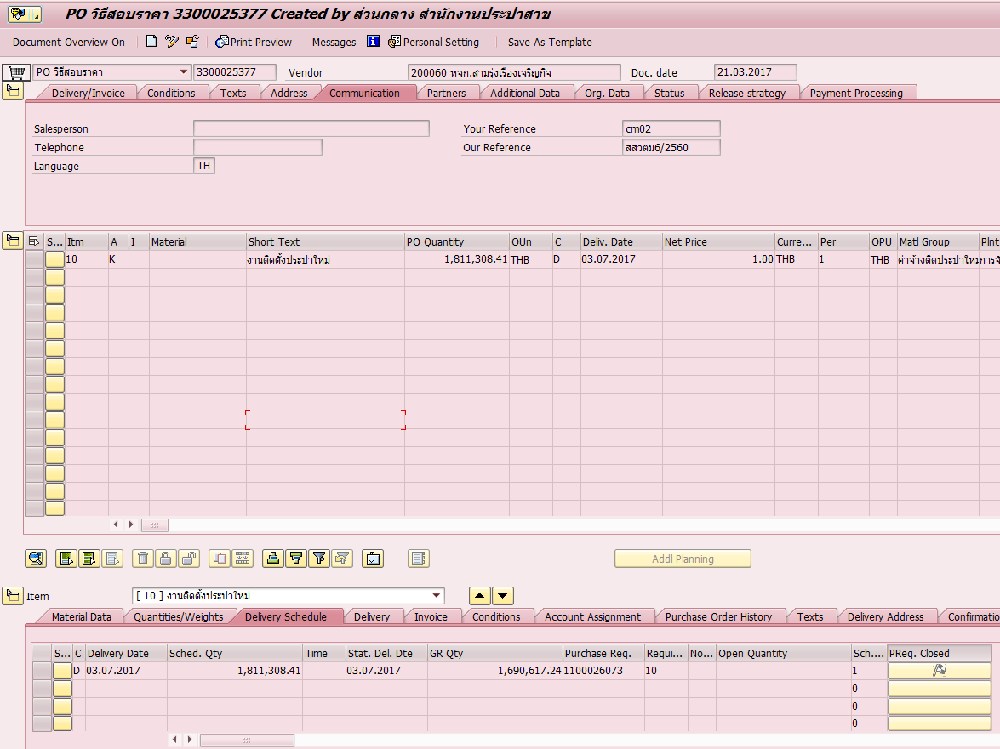 PO วิธีสอบราคา 3300025377 Created by ส่วนกลาง สำนักงานประปาสาข
Document Overview On Print Preview Messages Personal Setting Save As Template
PO วิธีสอบราคา 3300025377 Vendor 200060 หจก.สามรุ่งเรืองเจริญกิจ Doc. date 21.03.2017
Delivery/Invoice Conditions Texts Address Communication Partners Additional Data Org. Data Status Release strategy Payment Processing
Salesperson Your Reference cm02
Telephone Our Reference สสวตม6/2560
Language TH
S... Itm A I Material Short Text PO Quantity OUn C Deliv. Date Net Price Curre... Per OPU Matl Group Plnt
10 K งานติดตั้งประปาใหม่ 1,811,308.41 THB D 03.07.2017 1.00 THB 1 THB ค่าจ้างติดประปาใหม่ การจั
Addl Planning
Item [ 10 ] งานติดตั้งประปาใหม่
Material Data Quantities/Weights Delivery Schedule Delivery Invoice Conditions Account Assignment Purchase Order History Texts Delivery Address Confirmatio
S... C Delivery Date Sched. Qty Time Stat. Del. Dte GR Qty Purchase Req. Requi... No... Open Quantity Sch.... PReq. Closed
D 03.07.2017 1,811,308.41 03.07.2017 1,690,617.24 1100026073 10 1
0
0
0